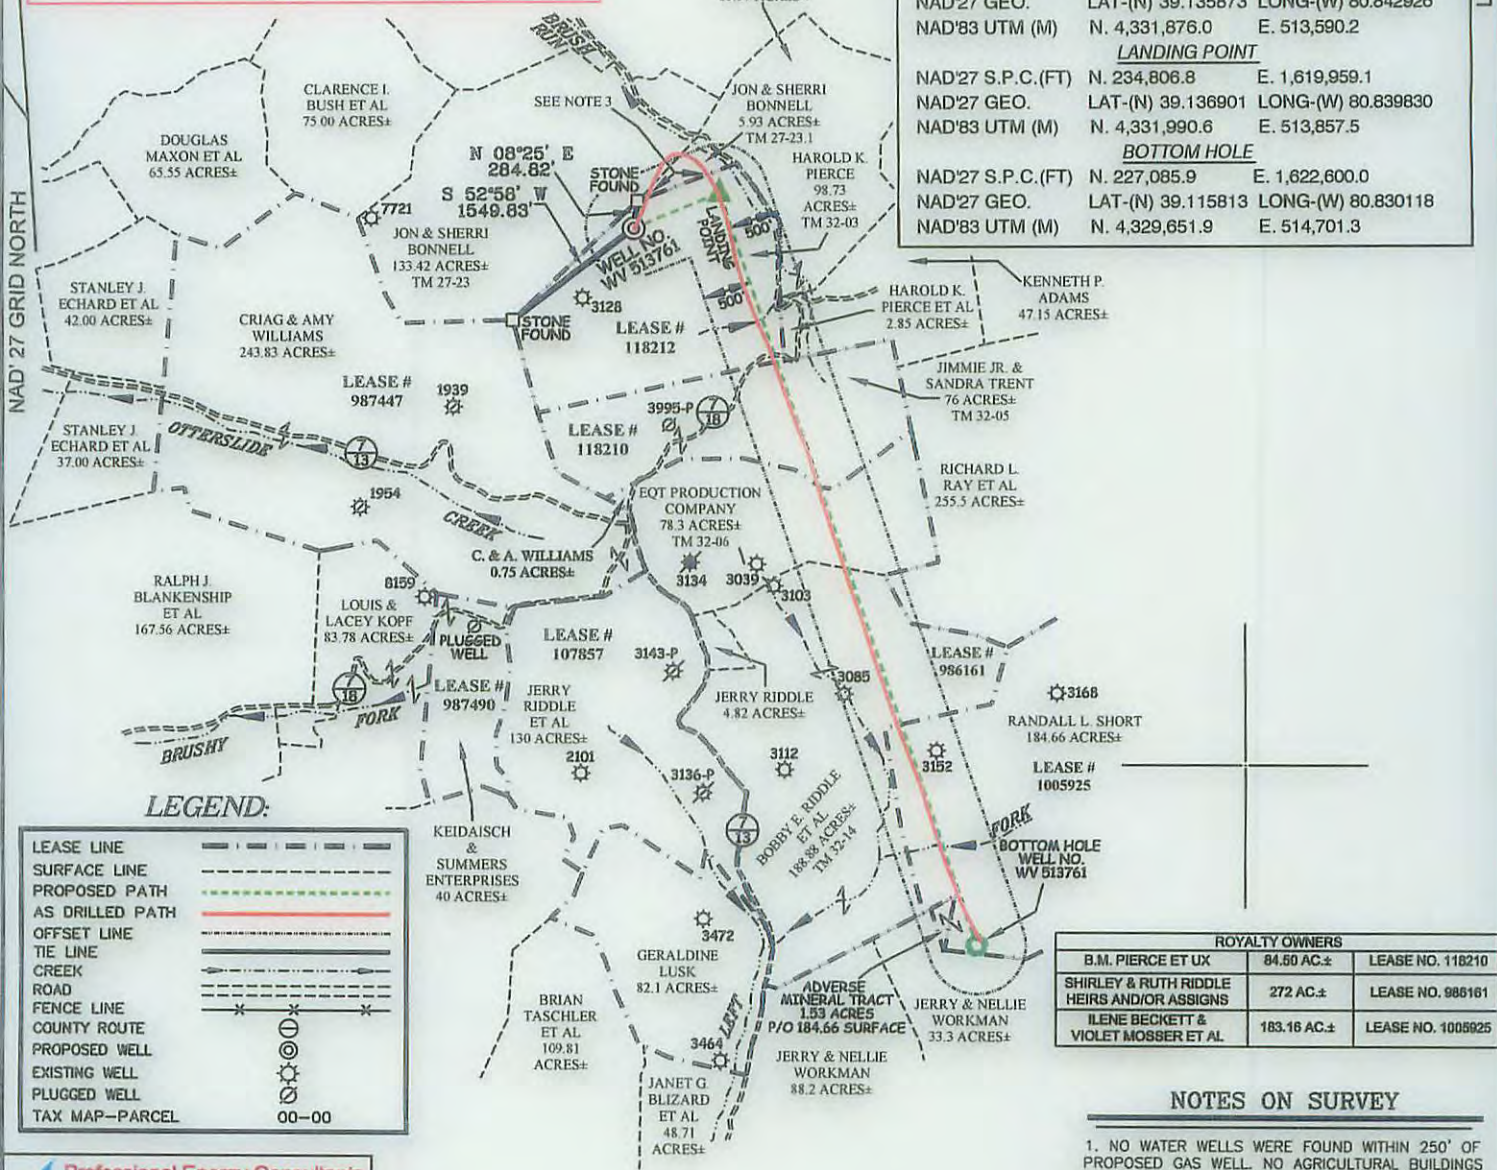 NAD'27 GEO. LAT-(N) 39.135873 LONG-(W) 80.842926
NAD'83 UTM (M) N. 4,331,876.0 E. 513,590.2
LANDING POINT
NAD'27 S.P.C.(FT) N. 234,806.8 E. 1,619,959.1
NAD'27 GEO. LAT-(N) 39.136901 LONG-(W) 80.839830
NAD'83 UTM (M) N. 4,331,990.6 E. 513,857.5
BOTTOM HOLE
NAD'27 S.P.C.(FT) N. 227,085.9 E. 1,622,600.0
NAD'27 GEO. LAT-(N) 39.115813 LONG-(W) 80.830118
NAD'83 UTM (M) N. 4,329,651.9 E. 514,701.3
NAD'27 GRID NORTH
BRUSH
RUN
CLARENCE I.
BUSH ET AL
75.00 ACRES±
DOUGLAS
MAXON ET AL
65.55 ACRES±
SEE NOTE 3
JON & SHERRI
BONNELL
5.93 ACRES±
TM 27-23.1
N 08°25' E
284.82'
S 52°58' W
1549.83'
STONE
FOUND
HAROLD K.
PIERCE
98.73
ACRES±
TM 32-03
7721
JON & SHERRI
BONNELL
133.42 ACRES±
TM 27-23
WELL NO.
WV 513761
LANDING
POINT
500'
500'
STANLEY J.
ECHARD ET AL
42.00 ACRES±
CRIAG & AMY
WILLIAMS
243.83 ACRES±
3128
STONE
FOUND
LEASE #
118212
HAROLD K.
PIERCE ET AL
2.85 ACRES±
KENNETH P.
ADAMS
47.15 ACRES±
LEASE #
987447
1939
3995-P
7
18
JIMMIE JR. &
SANDRA TRENT
76 ACRES±
TM 32-05
STANLEY J.
ECHARD ET AL
37.00 ACRES±
OTTERSLIDE
7
13
LEASE #
118210
RICHARD L.
RAY ET AL
255.5 ACRES±
1954
CREEK
EQT PRODUCTION
COMPANY
78.3 ACRES±
TM 32-06
C. & A. WILLIAMS
0.75 ACRES±
3134
3039
3103
RALPH J.
BLANKENSHIP
ET AL
167.56 ACRES±
8159
LOUIS &
LACEY KOPF
83.78 ACRES±
PLUGGED
WELL
LEASE #
107857
3143-P
LEASE #
986161
3085
7
18
FORK
BRUSHY
LEASE #
987490
JERRY
RIDDLE
ET AL
130 ACRES±
JERRY RIDDLE
4.82 ACRES±
3168
RANDALL L. SHORT
184.66 ACRES±
LEASE #
1005925
2101
3136-P
3112
3152
7
13
BOBBY E. RIDDLE
ET AL
188.88 ACRES±
TM 32-14
FORK
BOTTOM HOLE
WELL NO.
WV 513761
KEIDAISCH
&
SUMMERS
ENTERPRISES
40 ACRES±
3472
GERALDINE
LUSK
82.1 ACRES±
LEFT
3464
BRIAN
TASCHLER
ET AL
109.81
ACRES±
JANET G.
BLIZARD
ET AL
48.71
ACRES±
ADVERSE
MINERAL TRACT
1.53 ACRES
P/O 184.66 SURFACE
JERRY & NELLIE
WORKMAN
33.3 ACRES±
JERRY & NELLIE
WORKMAN
88.2 ACRES±
LEGEND:
LEASE LINE
SURFACE LINE
PROPOSED PATH
AS DRILLED PATH
OFFSET LINE
TIE LINE
CREEK
ROAD
FENCE LINE
COUNTY ROUTE
PROPOSED WELL
EXISTING WELL
PLUGGED WELL
TAX MAP-PARCEL 00-00
ROYALTY OWNERS
B.M. PIERCE ET UX 84.50 AC.± LEASE NO. 118210
SHIRLEY & RUTH RIDDLE HEIRS AND/OR ASSIGNS 272 AC.± LEASE NO. 986161
ILENE BECKETT & VIOLET MOSSER ET AL 183.16 AC.± LEASE NO. 1005925
NOTES ON SURVEY
1. NO WATER WELLS WERE FOUND WITHIN 250' OF
PROPOSED GAS WELL. NO AGRICULTURAL BUILDINGS
Professional Energy Consultants